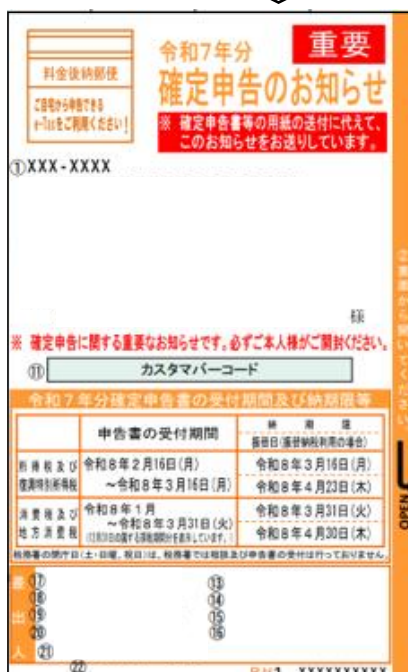 料金後納郵便
ご自宅から申告できる
e-Taxをご利用ください!
令和7年分
重要
確定申告のお知らせ
※ 確定申告書等の用紙の送付に代えて、
このお知らせをお送りしています。
①XXX-XXXX
様
※ 確定申告に関する重要なお知らせです。必ずご本人様がご開封ください。
⑪
カスタマバーコード
令和7年分確定申告書の受付期間及び納期限等
申告書の受付期間
納期限
振替日(振替納税利用の場合)
所得税及び
復興特別所得税
令和8年2月16日(月)
~令和8年3月16日(月)
令和8年3月16日(月)
令和8年4月23日(木)
消費税及び
地方消費税
令和8年1月
~令和8年3月31日(火)
令和8年3月31日(火)
令和8年4月30日(木)
税務署の閉庁日(土・日曜、祝日)は、税務署では相談及び申告書の受付は行っておりません。
差出人
⑰
⑱
⑲
⑳
㉑
㉒
⑬
⑭
⑮
⑯
OPEN